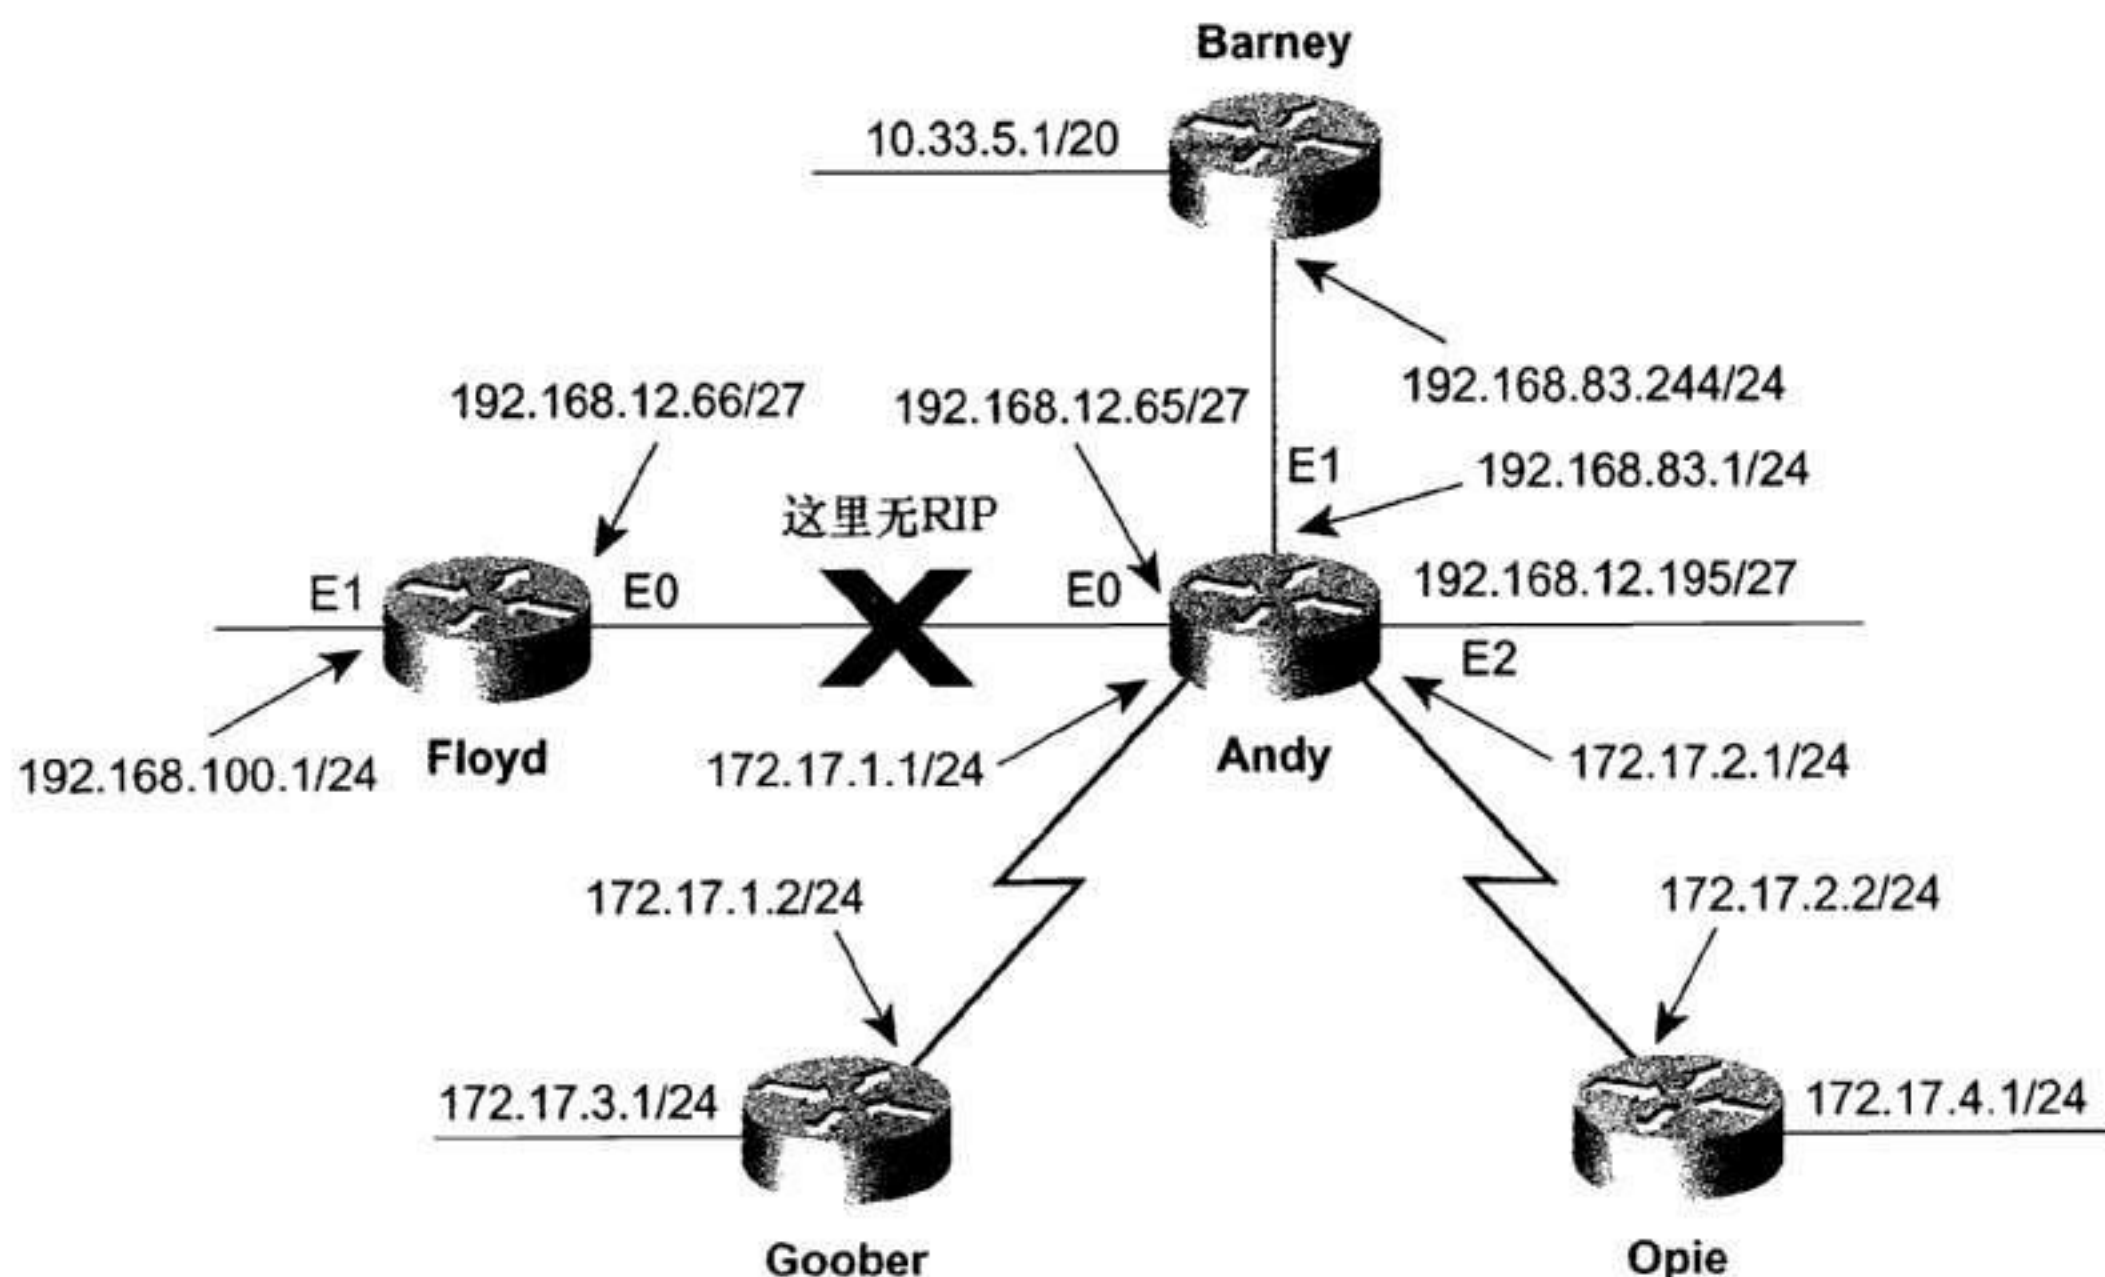 Barney
10.33.5.1/20
192.168.83.244/24
192.168.12.66/27
192.168.12.65/27
E1
192.168.83.1/24
这里无RIP
E1
E0
E0
192.168.12.195/27
E2
192.168.100.1/24
Floyd
172.17.1.1/24
Andy
172.17.2.1/24
172.17.1.2/24
172.17.2.2/24
172.17.3.1/24
172.17.4.1/24
Goober
Opie